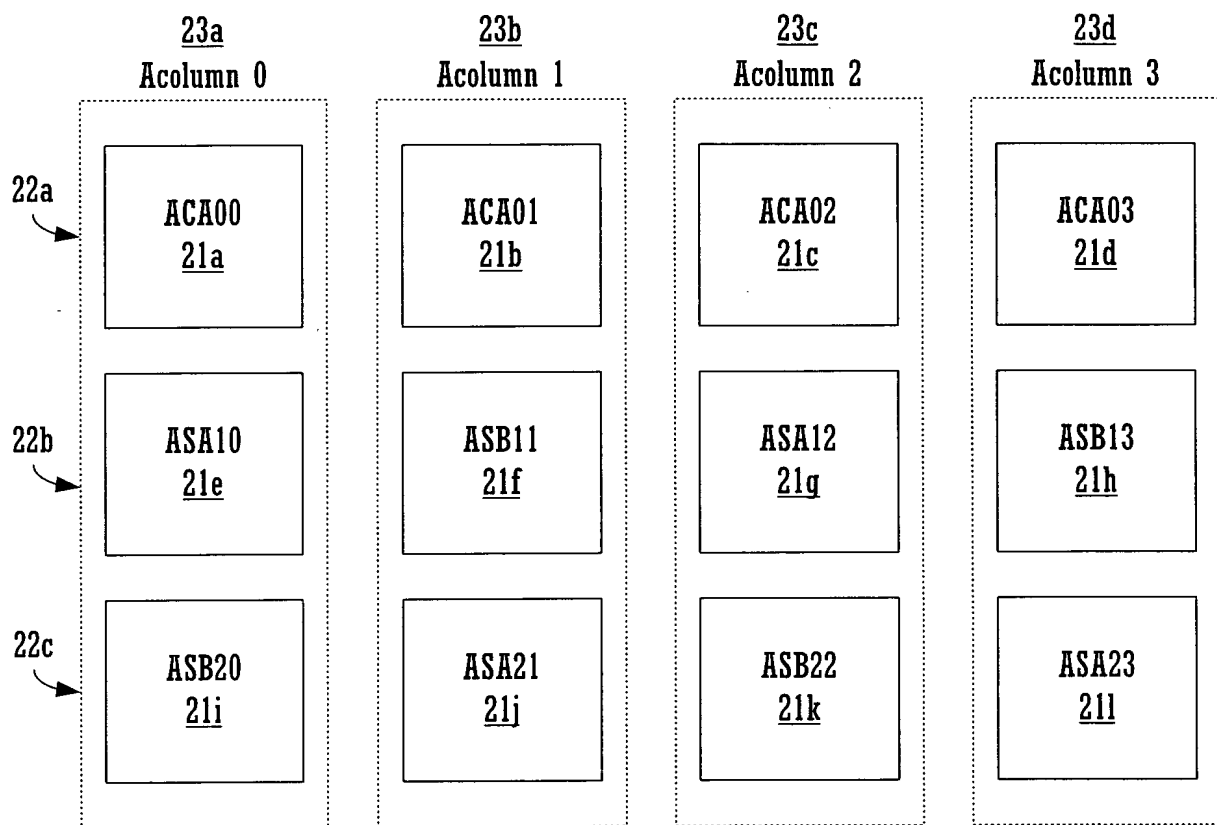 23a 23b 23c 23d
Acolumn 0 Acolumn 1 Acolumn 2 Acolumn 3
22a
ACA00 ACA01 ACA02 ACA03
21a 21b 21c 21d
22b
ASA10 ASB11 ASA12 ASB13
21e 21f 21g 21h
22c
ASB20 ASA21 ASB22 ASA23
21i 21j 21k 21l